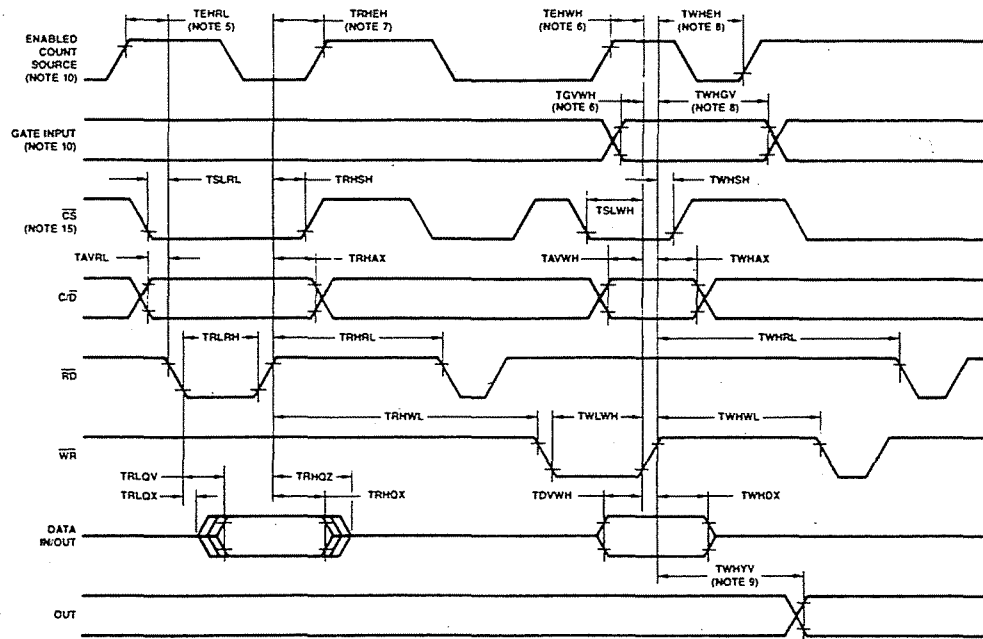 TEHRL
(NOTE 5)
TRHEH
(NOTE 7)
TEHWH
(NOTE 6)
TWHEH
(NOTE 8)
ENABLED
COUNT
SOURCE
(NOTE 10)
TGVWH
(NOTE 6)
TWHGV
(NOTE 8)
GATE INPUT
(NOTE 10)
TSLRL
TRHSH
TWHSH
CS
(NOTE 15)
TSLWH
TAVRL
TRHAX
TAVWH
TWHAX
C/D
TRLRH
TRHRL
TWHRL
RD
TRHWL
TWLWH
TWHWL
WR
TRLQV
TRHQZ
TRLQX
TRHQX
TDVWH
TWHDX
DATA
IN/OUT
TWHYV
(NOTE 9)
OUT